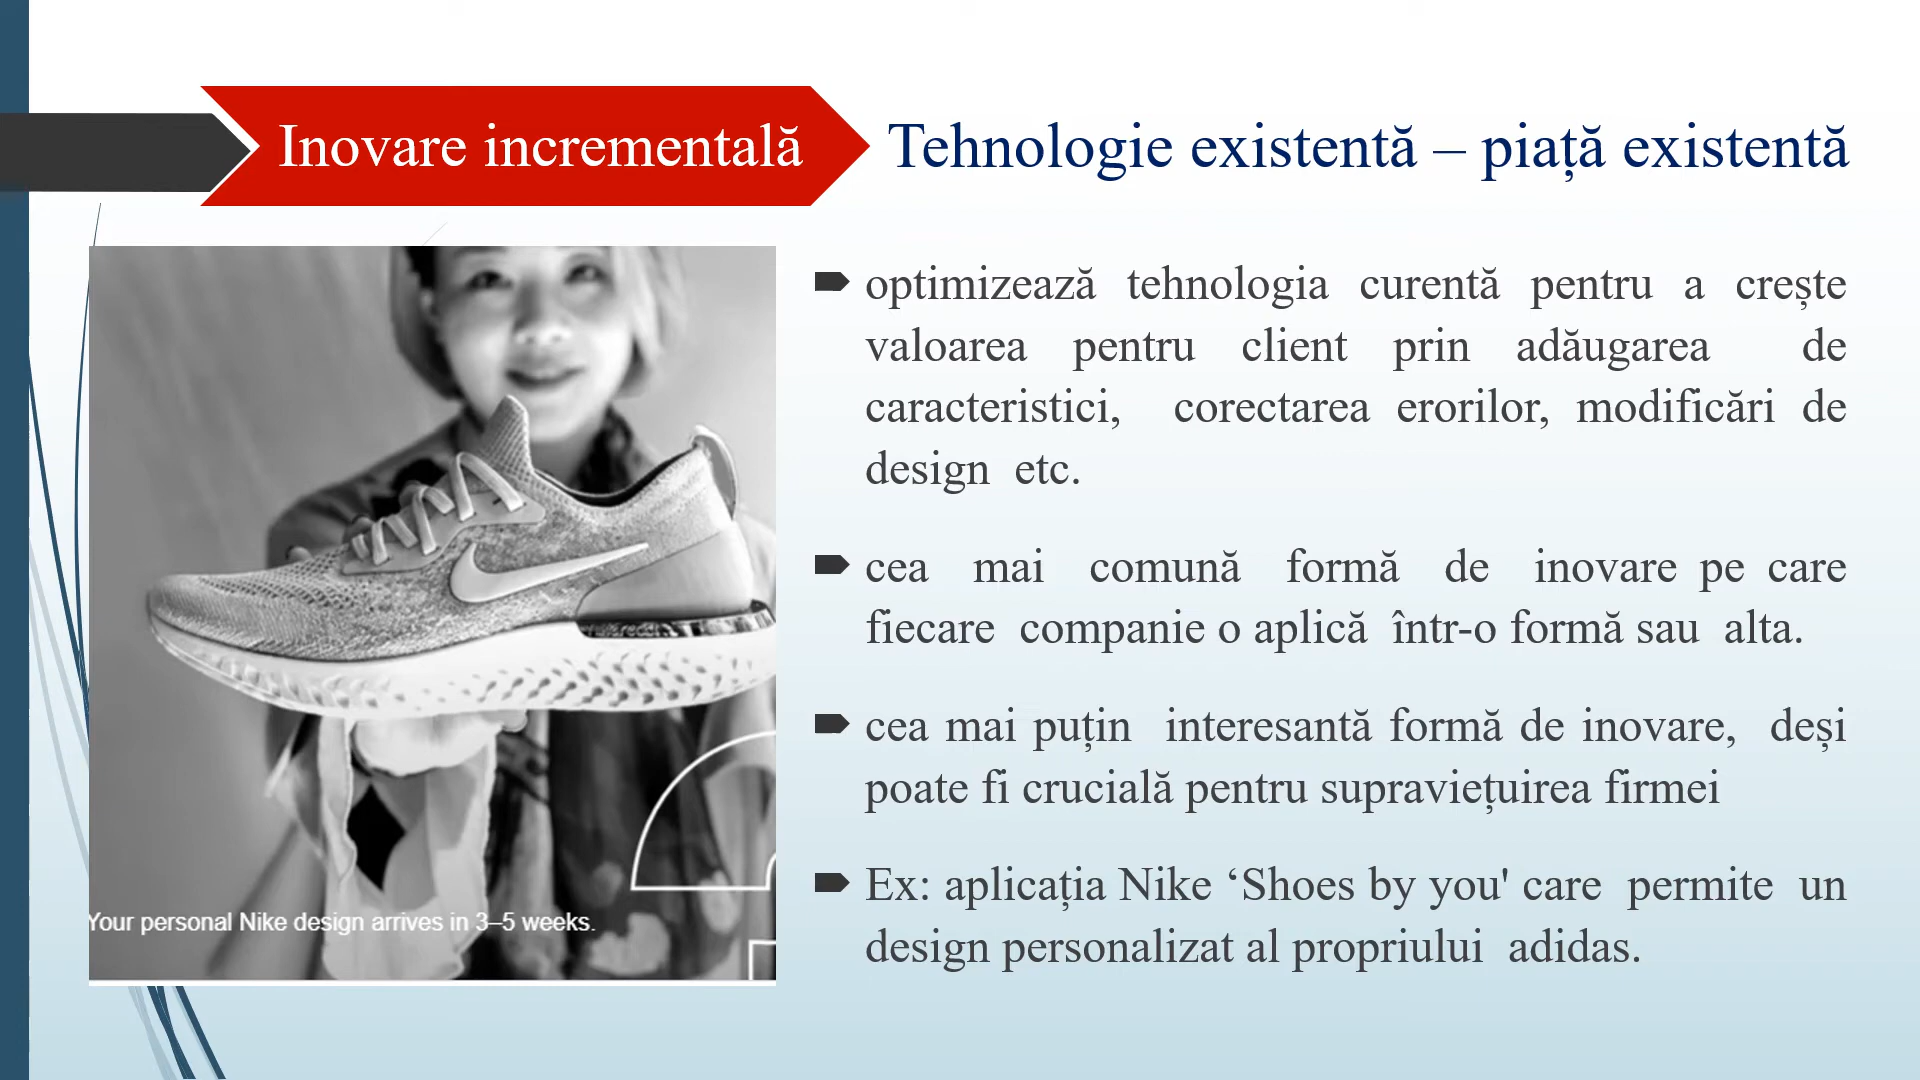 Inovare incrementală
Tehnologie existentă – piață existentă
optimizează tehnologia curentă pentru a crește
valoarea pentru client prin adăugarea de
caracteristici, corectarea erorilor, modificări de
design etc.
cea mai comună formă de inovare pe care
fiecare companie o aplică într-o formă sau alta.
cea mai puțin interesantă formă de inovare, deși
poate fi crucială pentru supraviețuirea firmei
Ex: aplicația Nike ‘Shoes by you' care permite un
design personalizat al propriului adidas.
Your personal Nike design arrives in 3–5 weeks.